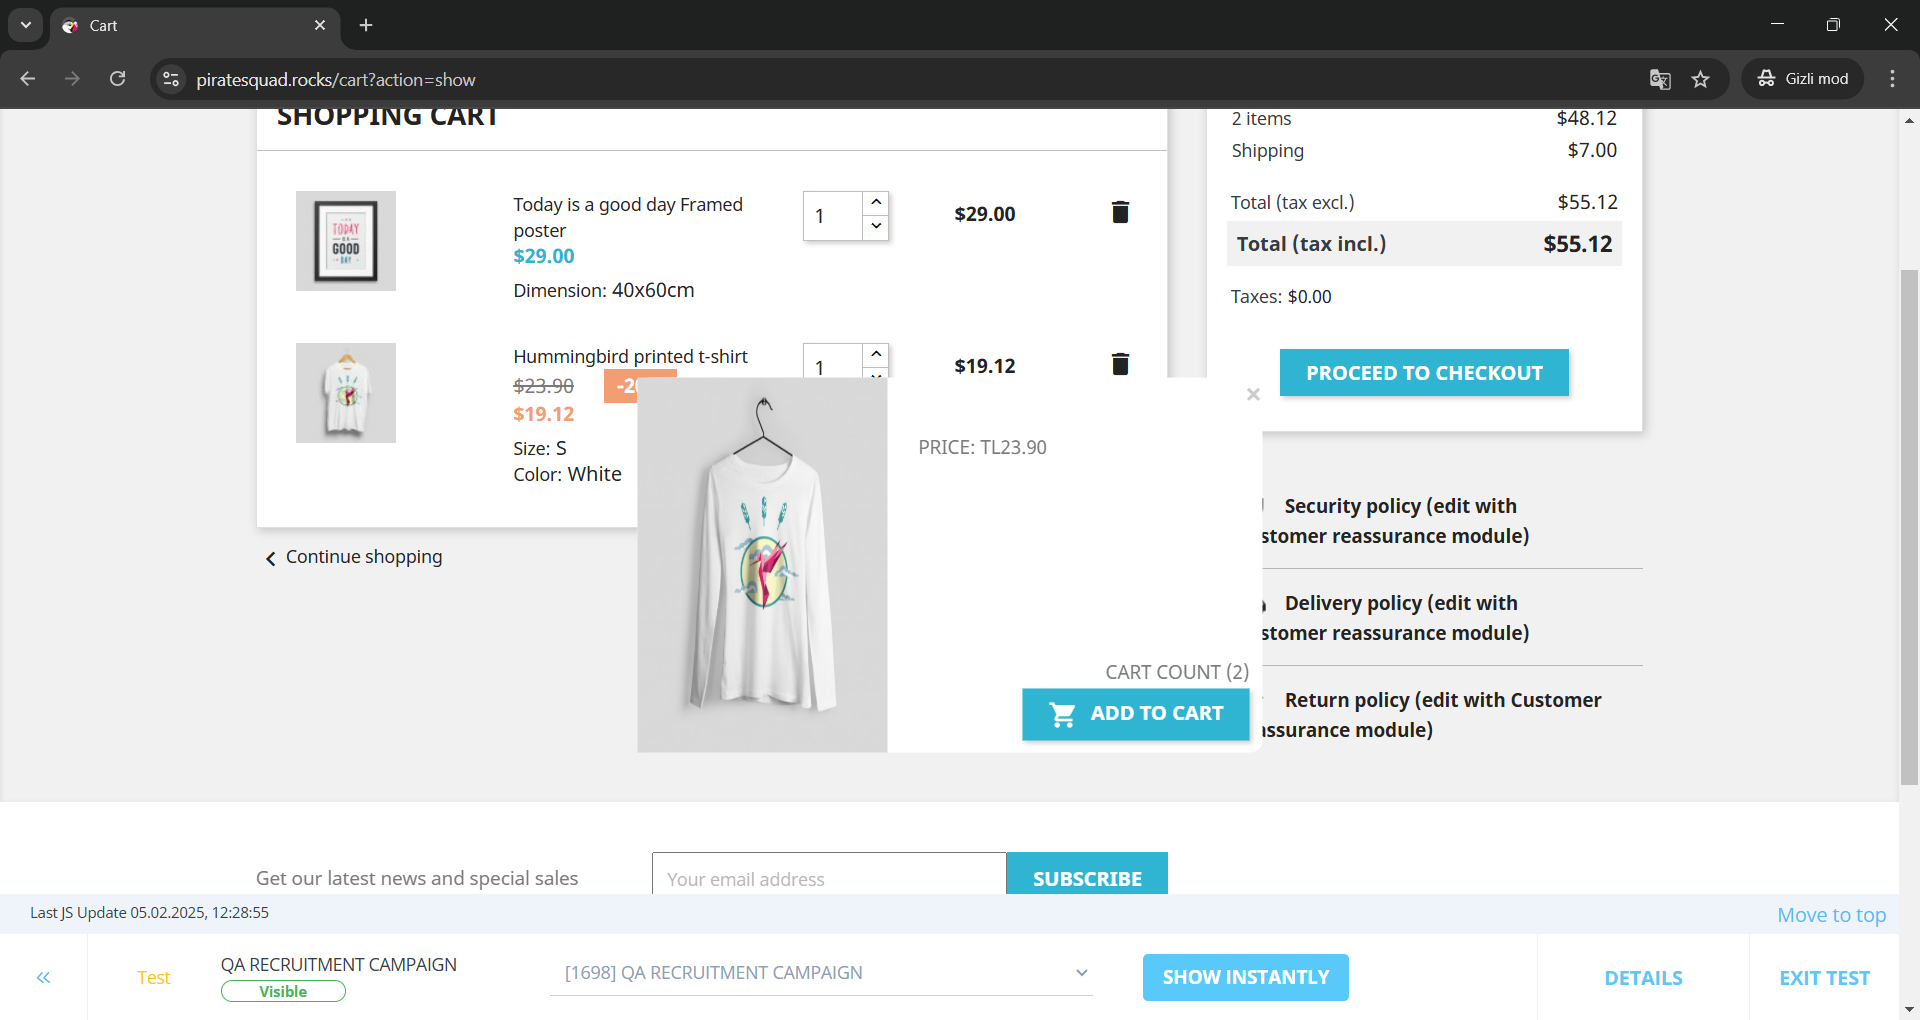 Cart
piratesquad.rocks/cart?action=show
Gizli mod
SHOPPING CART
Today is a good day Framed
poster
$29.00
Dimension: 40x60cm
1
$29.00
TODAY
IS A
GOOD
DAY
Hummingbird printed t-shirt
$23.90
$19.12
Size: S
Color: White
1
$19.12
Continue shopping
2 items $48.12
Shipping $7.00
Total (tax excl.) $55.12
Total (tax incl.) $55.12
Taxes: $0.00
PROCEED TO CHECKOUT
PRICE: TL23.90
CART COUNT (2)
ADD TO CART
Security policy (edit with
stomer reassurance module)
Delivery policy (edit with
stomer reassurance module)
Return policy (edit with Customer
assurance module)
Get our latest news and special sales
Your email address
SUBSCRIBE
Last JS Update 05.02.2025, 12:28:55
Move to top
Test
QA RECRUITMENT CAMPAIGN
Visible
[1698] QA RECRUITMENT CAMPAIGN
SHOW INSTANTLY
DETAILS
EXIT TEST